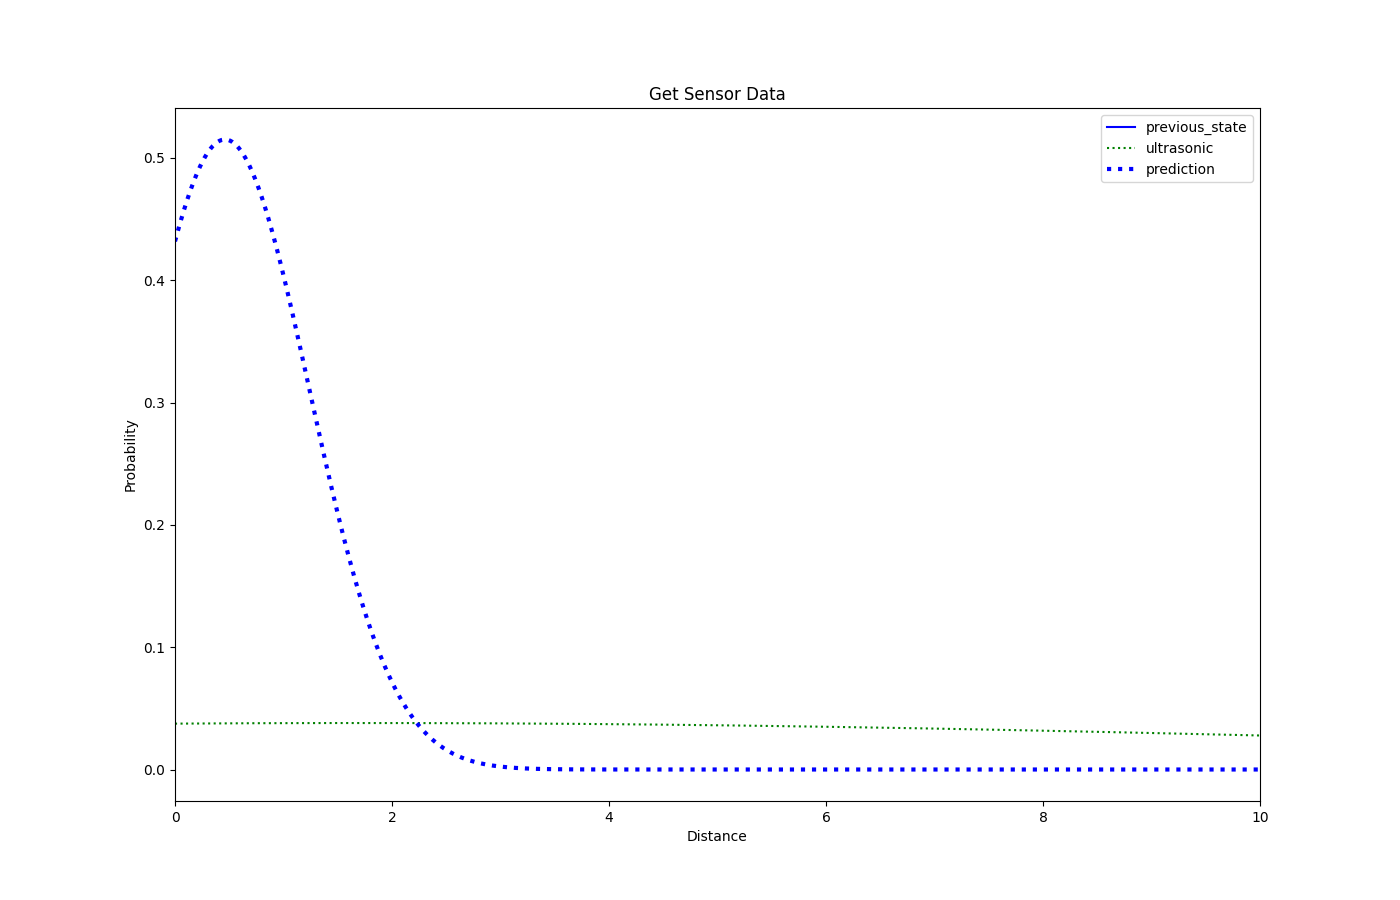 Get Sensor Data
previous_state
ultrasonic
prediction
0.5
0.4
0.3
0.2
0.1
0.0
Probability
0 2 4 6 8 10
Distance